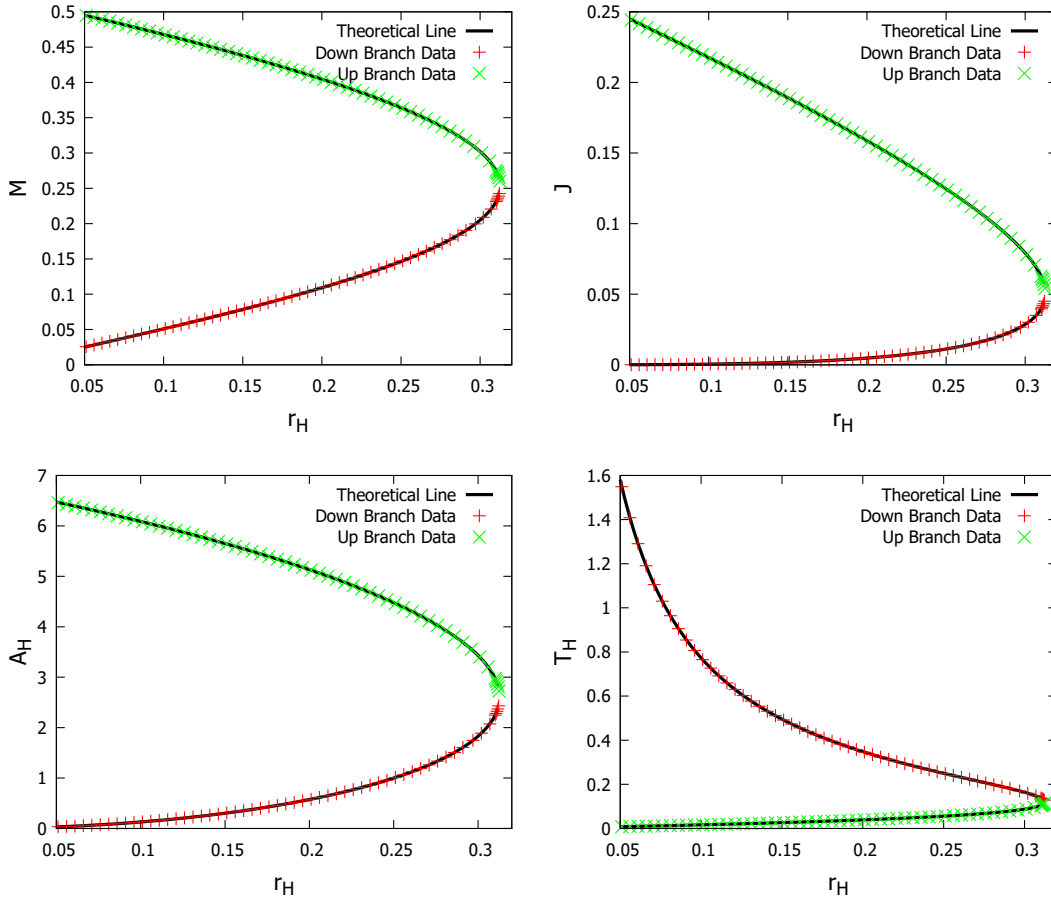 0.5
0.45
0.4
0.35
0.3
0.25
0.2
0.15
0.1
0.05
0
M
Theoretical Line
Down Branch Data
Up Branch Data
0.05 0.1 0.15 0.2 0.25 0.3
r_H
0.25
0.2
0.15
0.1
0.05
0
J
Theoretical Line
Down Branch Data
Up Branch Data
0.05 0.1 0.15 0.2 0.25 0.3
r_H
7
6
5
4
3
2
1
0
A_H
Theoretical Line
Down Branch Data
Up Branch Data
0.05 0.1 0.15 0.2 0.25 0.3
r_H
1.6
1.4
1.2
1
0.8
0.6
0.4
0.2
0
T_H
Theoretical Line
Down Branch Data
Up Branch Data
0.05 0.1 0.15 0.2 0.25 0.3
r_H